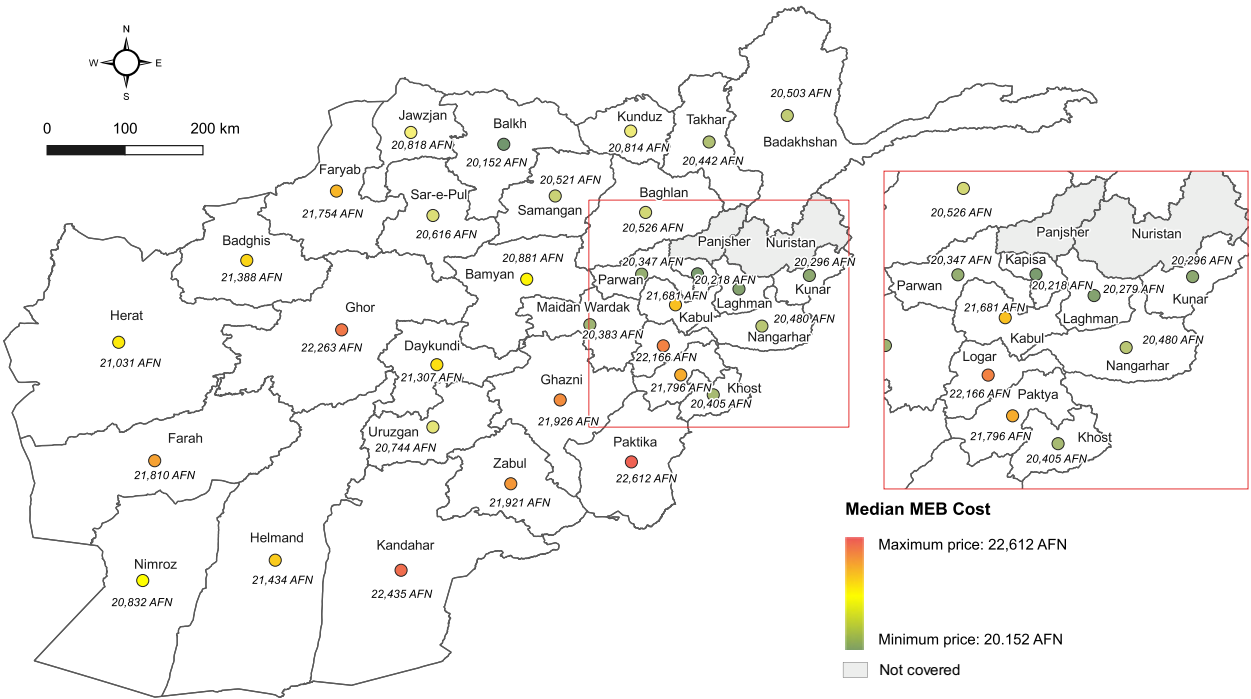 N
W
E
S
0
100
200 km
Jawzjan
20,818 AFN
Balkh
20,152 AFN
Kunduz
20,814 AFN
Takhar
20,442 AFN
20,503 AFN
Badakhshan
Faryab
21,754 AFN
Sar-e-Pul
20,616 AFN
20,521 AFN
Samangan
Baghlan
20,526 AFN
Badghis
21,388 AFN
20,881 AFN
Bamyan
Panjsher
Nuristan
20,347 AFN
Parwan
20,218 AFN
20,296 AFN
Kunar
Laghman
21,681 AFN
Kabul
20,480 AFN
Nangarhar
Maidan Wardak
20,383 AFN
Ghor
22,263 AFN
Herat
21,031 AFN
Daykundi
21,307 AFN
22,166 AFN
21,796 AFN
Khost
20,405 AFN
Ghazni
21,926 AFN
Uruzgan
20,744 AFN
Farah
21,810 AFN
Paktika
22,612 AFN
Zabul
21,921 AFN
Helmand
21,434 AFN
Kandahar
22,435 AFN
Nimroz
20,832 AFN
20,526 AFN
Panjsher
Nuristan
20,347 AFN
Parwan
Kapisa
20,218 AFN
20,279 AFN
Laghman
20,296 AFN
Kunar
21,681 AFN
Kabul
20,480 AFN
Nangarhar
Logar
22,166 AFN
Paktya
21,796 AFN
Khost
20,405 AFN
Median MEB Cost
Maximum price: 22,612 AFN
Minimum price: 20.152 AFN
Not covered